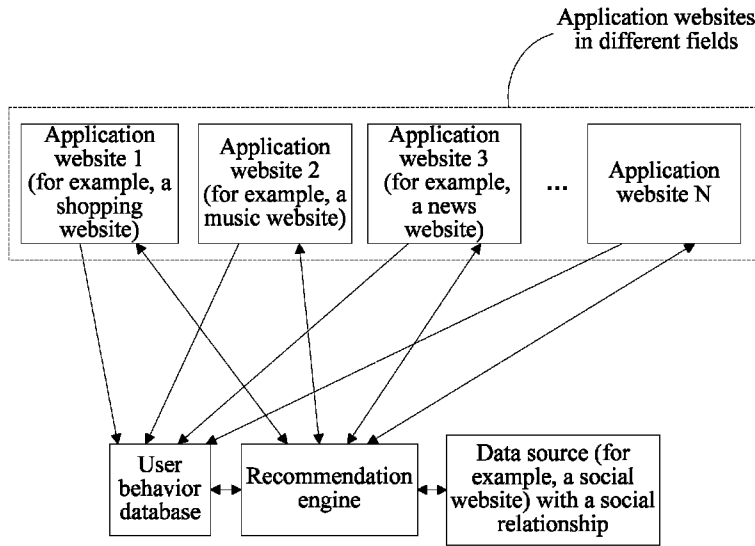 Application websites
in different fields
Application
website 1
(for example, a
shopping
website)
Application
website 2
(for example, a
music website)
Application
website 3
(for example,
a news
website)
...
Application
website N
User
behavior
database
Recommendation
engine
Data source (for
example, a social
website) with a social
relationship